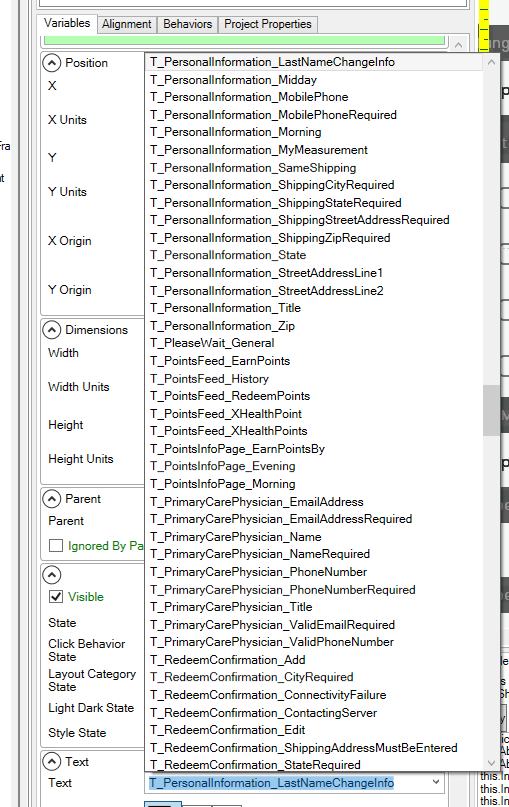 Variables Alignment Behaviors Project Properties
Position
X
X Units
Y
Y Units
X Origin
Y Origin
Dimensions
Width
Width Units
Height
Height Units
Parent
Parent
Ignored By Pa
Visible
State
Click Behavior
State
Layout Category
State
Light Dark State
Style State
Text
Text
T_PersonalInformation_LastNameChangeInfo
T_PersonalInformation_Midday
T_PersonalInformation_MobilePhone
T_PersonalInformation_MobilePhoneRequired
T_PersonalInformation_Morning
T_PersonalInformation_MyMeasurement
T_PersonalInformation_SameShipping
T_PersonalInformation_ShippingCityRequired
T_PersonalInformation_ShippingStateRequired
T_PersonalInformation_ShippingStreetAddressRequired
T_PersonalInformation_ShippingZipRequired
T_PersonalInformation_State
T_PersonalInformation_StreetAddressLine1
T_PersonalInformation_StreetAddressLine2
T_PersonalInformation_Title
T_PersonalInformation_Zip
T_PleaseWait_General
T_PointsFeed_EarnPoints
T_PointsFeed_History
T_PointsFeed_RedeemPoints
T_PointsFeed_XHealthPoint
T_PointsFeed_XHealthPoints
T_PointsInfoPage_EarnPointsBy
T_PointsInfoPage_Evening
T_PointsInfoPage_Morning
T_PrimaryCarePhysician_EmailAddress
T_PrimaryCarePhysician_EmailAddressRequired
T_PrimaryCarePhysician_Name
T_PrimaryCarePhysician_NameRequired
T_PrimaryCarePhysician_PhoneNumber
T_PrimaryCarePhysician_PhoneNumberRequired
T_PrimaryCarePhysician_Title
T_PrimaryCarePhysician_ValidEmailRequired
T_PrimaryCarePhysician_ValidPhoneNumber
T_RedeemConfirmation_Add
T_RedeemConfirmation_CityRequired
T_RedeemConfirmation_ConnectivityFailure
T_RedeemConfirmation_ContactingServer
T_RedeemConfirmation_Edit
T_RedeemConfirmation_ShippingAddressMustBeEntered
T_RedeemConfirmation_StateRequired
T_PersonalInformation_LastNameChangeInfo
this.In
this.In
this.In